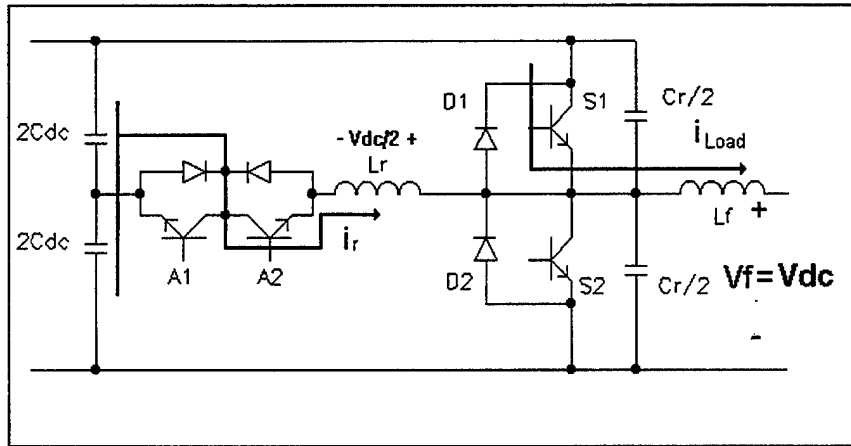 D1
S1
Cr/2
2Cdc
- Vdc/2 +
Lr
iLoad
Lf
+
2Cdc
ir
A1
A2
D2
S2
Cr/2
Vf=Vdc
-